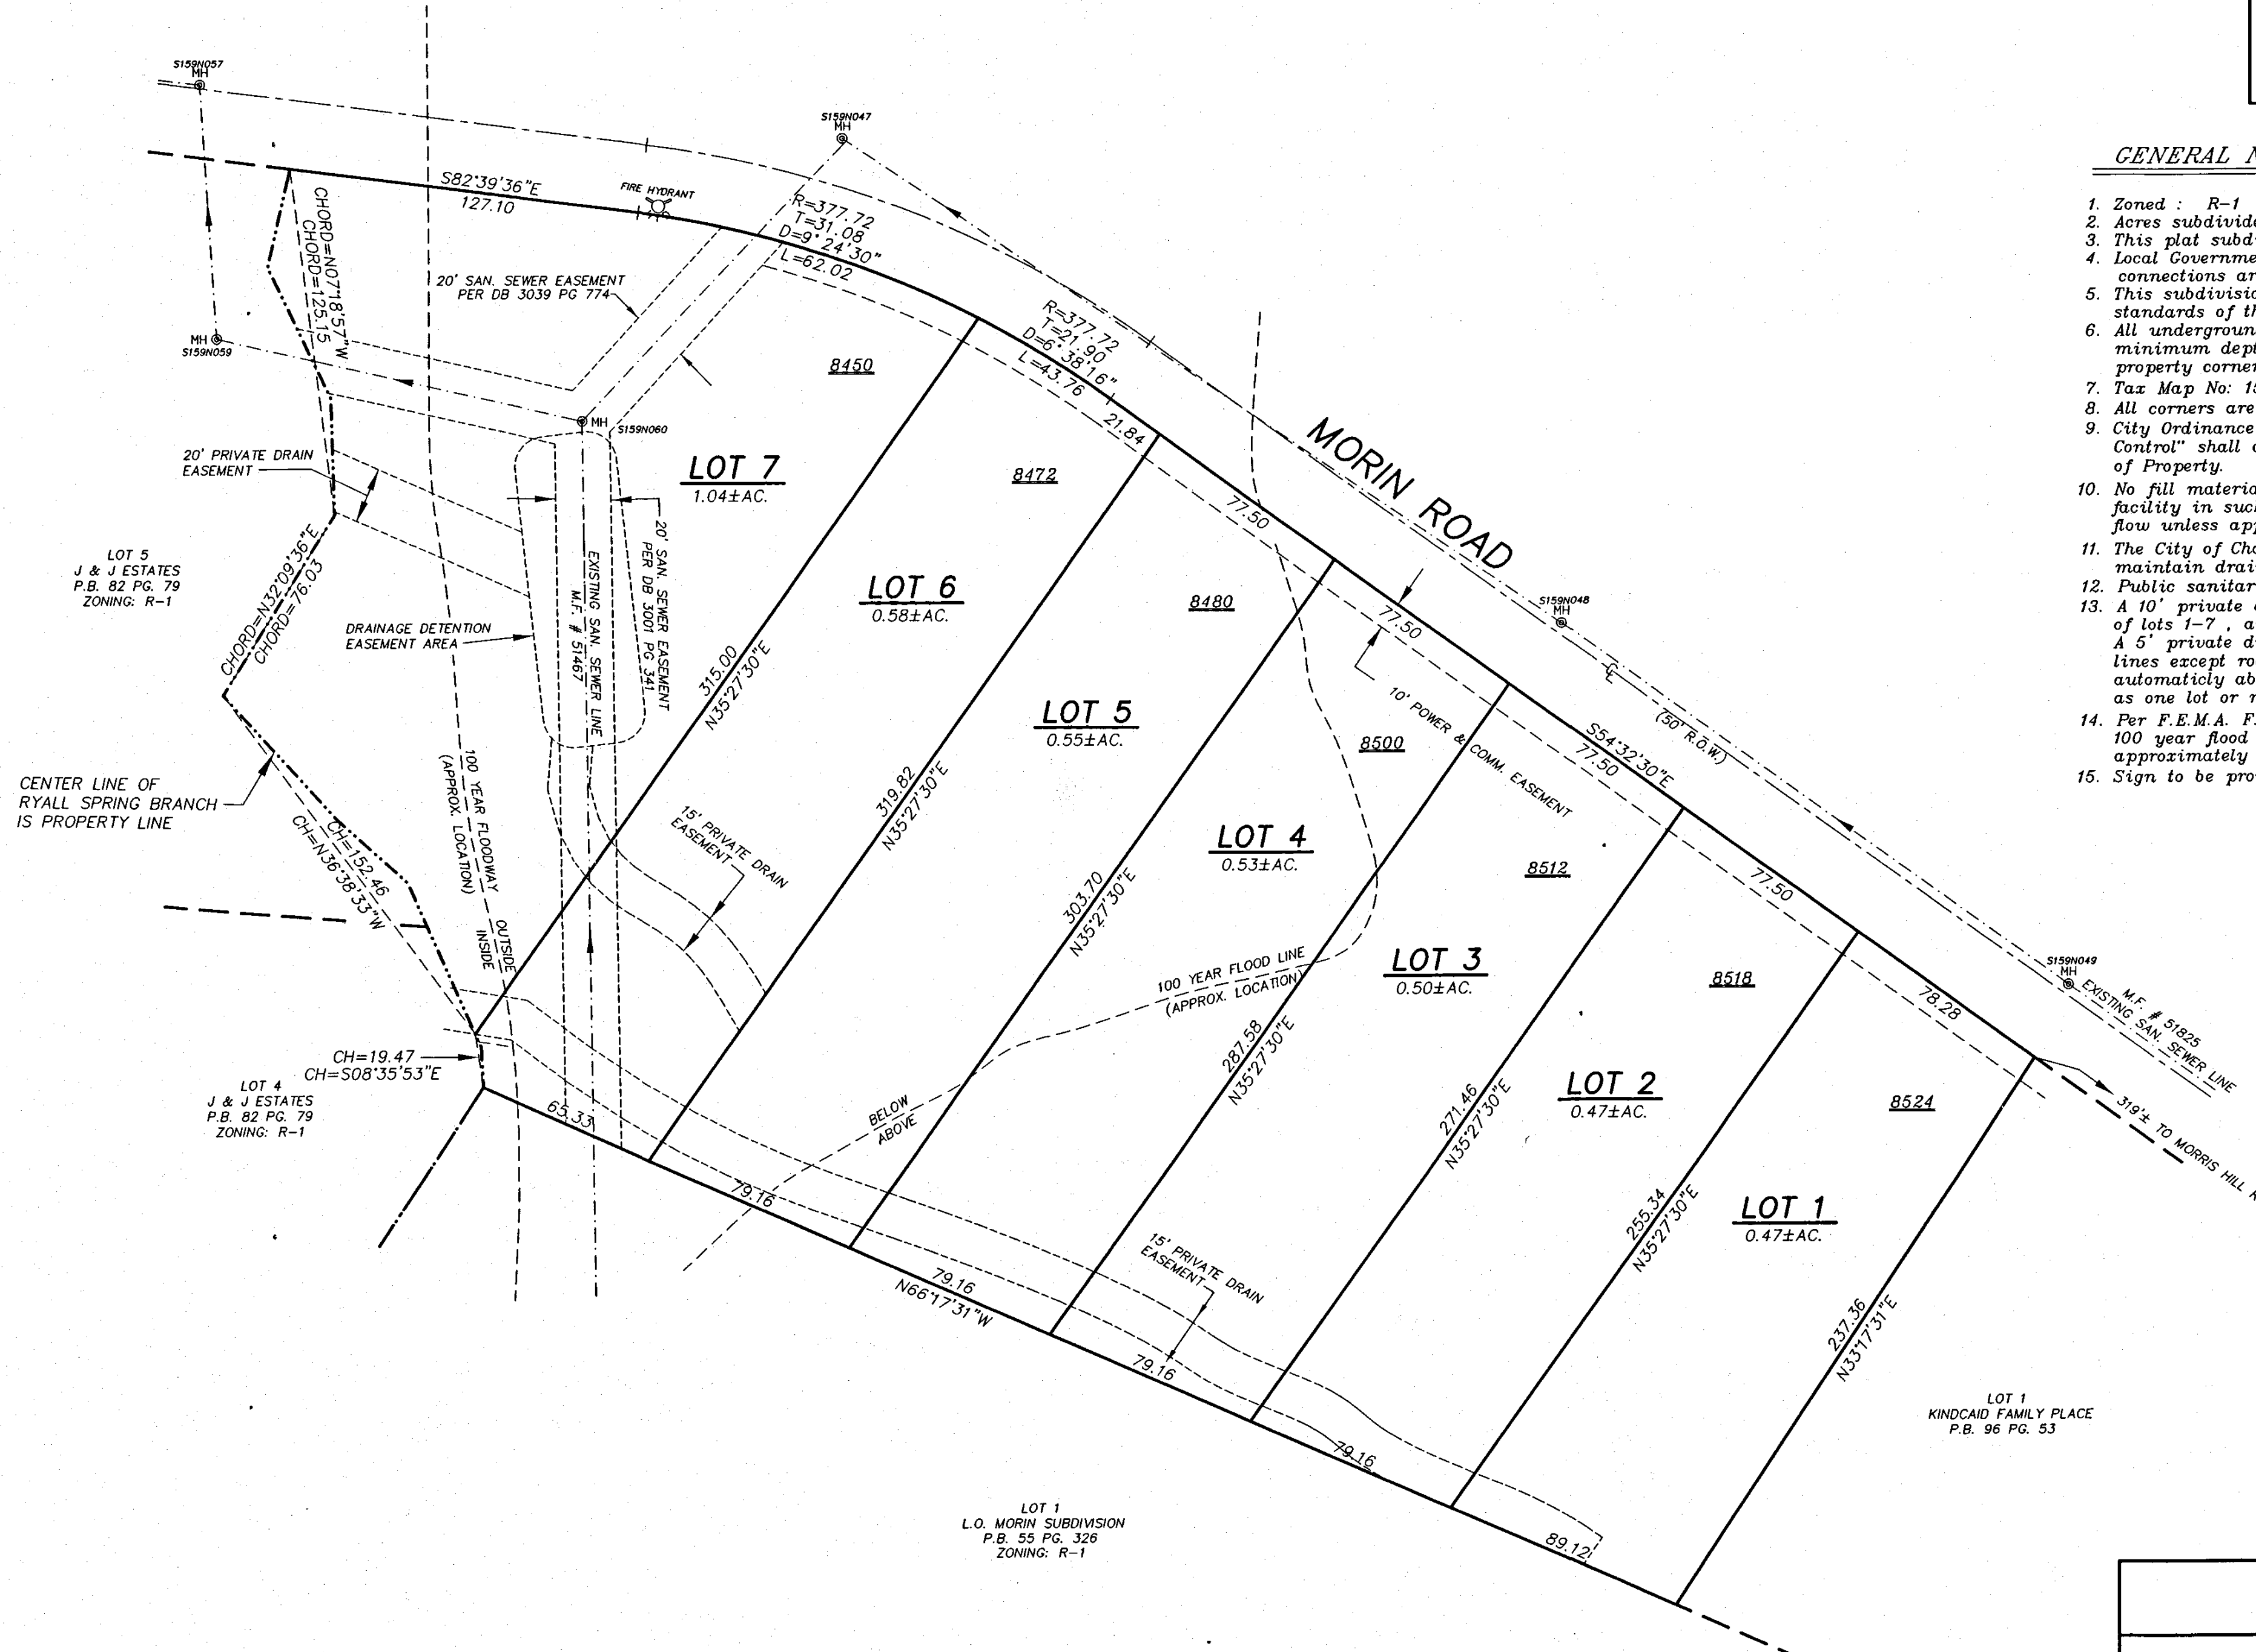 S159N057
MH
S159N047
MH
S82°39'36"E
127.10
FIRE HYDRANT
CHORD=N07°18'57"W
CHORD=125.15
R=377.72
T=31.08
D=9°24'30"
L=62.02
20' SAN. SEWER EASEMENT
PER DB 3039 PG 774
MH
S159N059
R=377.72
T=21.90
D=6°38'16"
L=43.76
21.84
8450
MH
S159N060
LOT 7
1.04±AC.
20' PRIVATE DRAIN
EASEMENT
8472
MORIN ROAD
77.50
LOT 5
J & J ESTATES
P.B. 82 PG. 79
ZONING: R-1
CHORD=N32°09'36"E
CHORD=76.03
DRAINAGE DETENTION
EASEMENT AREA
EXISTING SAN. SEWER LINE
M.F. # 51467
20' SAN. SEWER EASEMENT
PER DB 3001 PG 341
LOT 6
0.58±AC.
8480
77.50
S159N048
MH
315.00
N35°27'30"E
LOT 5
0.55±AC.
8500
10' POWER & COMM. EASEMENT
S54°32'30"E
77.50
℄
(50' R.O.W.)
CENTER LINE OF
RYALL SPRING BRANCH
IS PROPERTY LINE
100 YEAR FLOODWAY
(APPROX. LOCATION)
OUTSIDE
INSIDE
CH=152.46
CH=N36°38'33"W
319.82
N35°27'30"E
15' PRIVATE DRAIN
EASEMENT
LOT 4
0.53±AC.
8512
77.50
303.70
N35°27'30"E
100 YEAR FLOOD LINE
(APPROX. LOCATION)
LOT 3
0.50±AC.
8518
78.28
S159N049
MH
M.F. # 51825
EXISTING SAN. SEWER LINE
CH=19.47
CH=S08°35'53"E
LOT 4
J & J ESTATES
P.B. 82 PG. 79
ZONING: R-1
65.33
BELOW
ABOVE
287.58
N35°27'30"E
LOT 2
0.47±AC.
8524
319'± TO MORRIS HILL R
271.46
N35°27'30"E
79.16
255.34
N35°27'30"E
LOT 1
0.47±AC.
79.16
N66°17'31"W
15' PRIVATE DRAIN
EASEMENT
237.36
N33°17'31"E
79.16
79.16
89.12
LOT 1
KINDCAID FAMILY PLACE
P.B. 96 PG. 53
LOT 1
L.O. MORIN SUBDIVISION
P.B. 55 PG. 326
ZONING: R-1
GENERAL N
1. Zoned : R-1
2. Acres subdivide
3. This plat subdi
4. Local Governme
connections ar
5. This subdivisio
standards of th
6. All undergroun
minimum dept
property corner
7. Tax Map No: 15
8. All corners are
9. City Ordinance
Control" shall
of Property.
10. No fill materia
facility in suc
flow unless ap
11. The City of Cha
maintain drai
12. Public sanitar
13. A 10' private
of lots 1-7 , a
A 5' private d
lines except ro
automaticly ab
as one lot or
14. Per F.E.M.A. F.
100 year flood
approximately
15. Sign to be pro